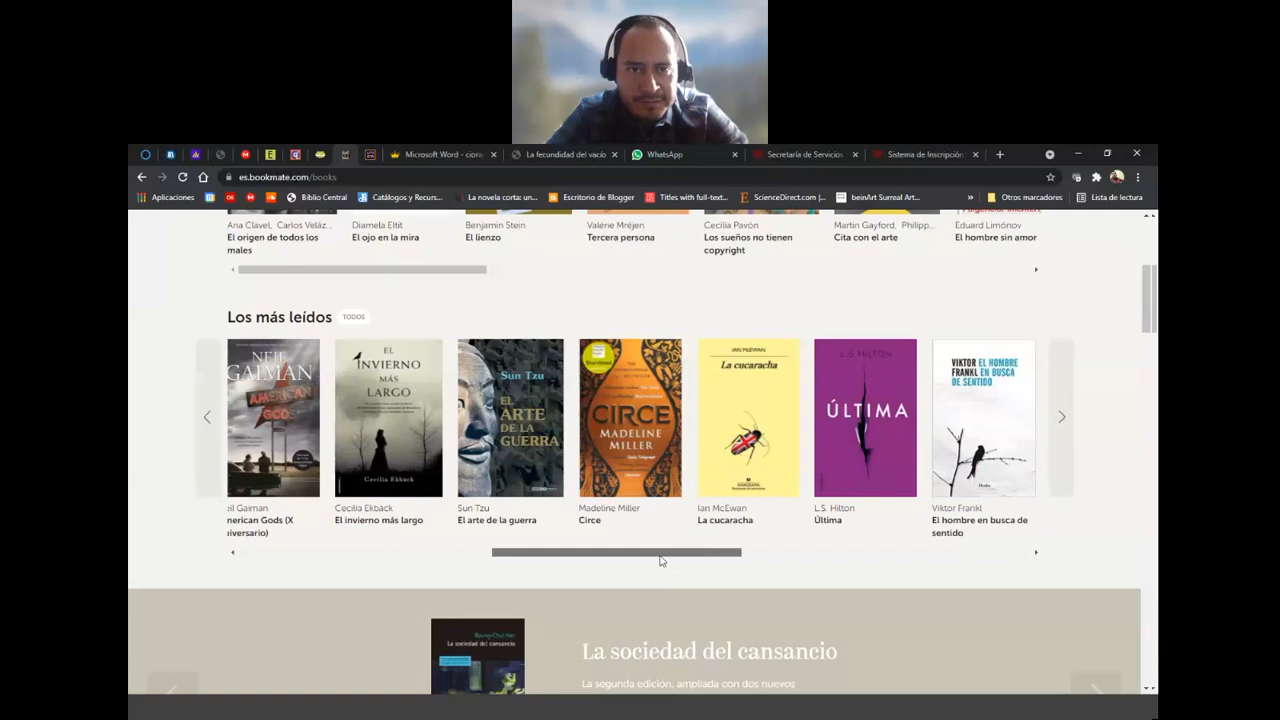 Microsoft Word - ciora
La fecundidad del vacío
WhatsApp
Secretaría de Servicios
Sistema de Inscripción
es.bookmate.com/books
Aplicaciones
Biblio Central
Catálogos y Recurs...
La novela corta: un...
Escritorio de Blogger
Titles with full-text...
ScienceDirect.com |...
beinArt Surreal Art...
»
Otros marcadores
Lista de lectura
Ana Clavel, Carlos Veláz...
El origen de todos los
males
Diamela Eltit
El ojo en la mira
Benjamin Stein
El lienzo
Valérie Mréjen
Tercera persona
Cecilia Pavón
Los sueños no tienen
copyright
Martin Gayford, Philipp...
Cita con el arte
Eduard Limónov
El hombre sin amor
Los más leídos
TODOS
NEIL
GAIMAN
AMERICAN
GODS
EL
INVIERNO
MÁS
LARGO
Cecilia Ekbäck
Sun Tzu
EL
ARTE
DE LA
GUERRA
CIRCE
MADELINE
MILLER
IAN McEWAN
La cucaracha
L.S. HILTON
ÚLTIMA
VIKTOR EL HOMBRE
FRANKL EN BUSCA
DE SENTIDO
eil Gaiman
merican Gods (X
iversario)
Cecilia Ekbäck
El invierno más largo
Sun Tzu
El arte de la guerra
Madeline Miller
Circe
Ian McEwan
La cucaracha
L.S. Hilton
Última
Viktor Frankl
El hombre en busca de
sentido
Byung-Chul Han
La sociedad del cansancio
La sociedad del cansancio
La segunda edición, ampliada con dos nuevos